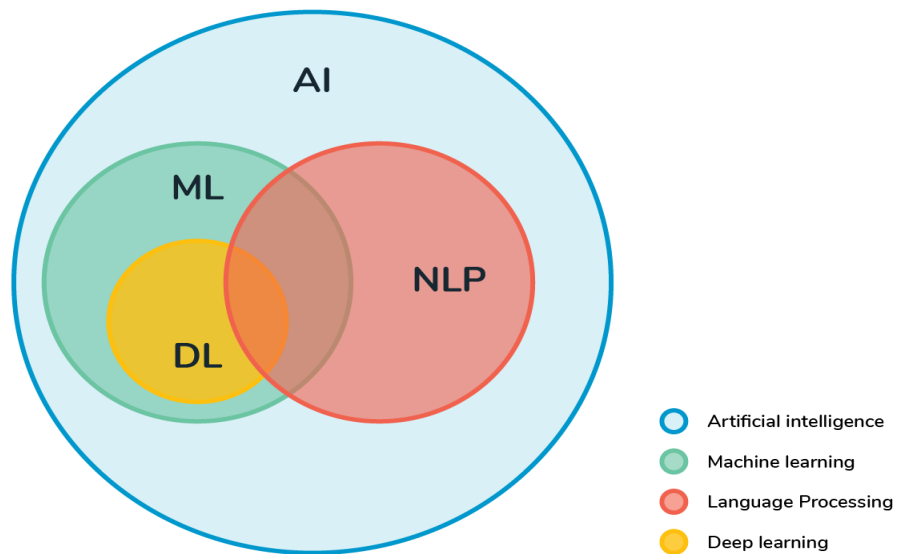 AI
ML
NLP
DL
Artificial intelligence
Machine learning
Language Processing
Deep learning